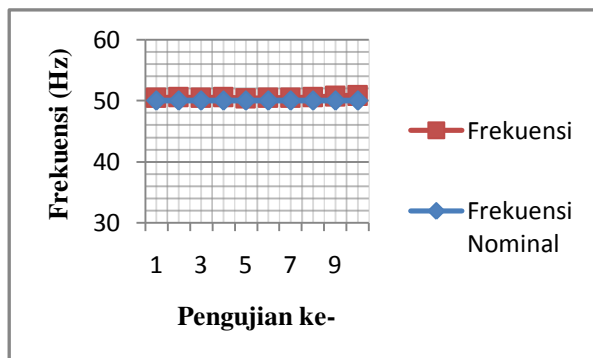 Frekuensi (Hz)
60
50
40
30
1 3 5 7 9
Pengujian ke-
Frekuensi
Frekuensi
Nominal